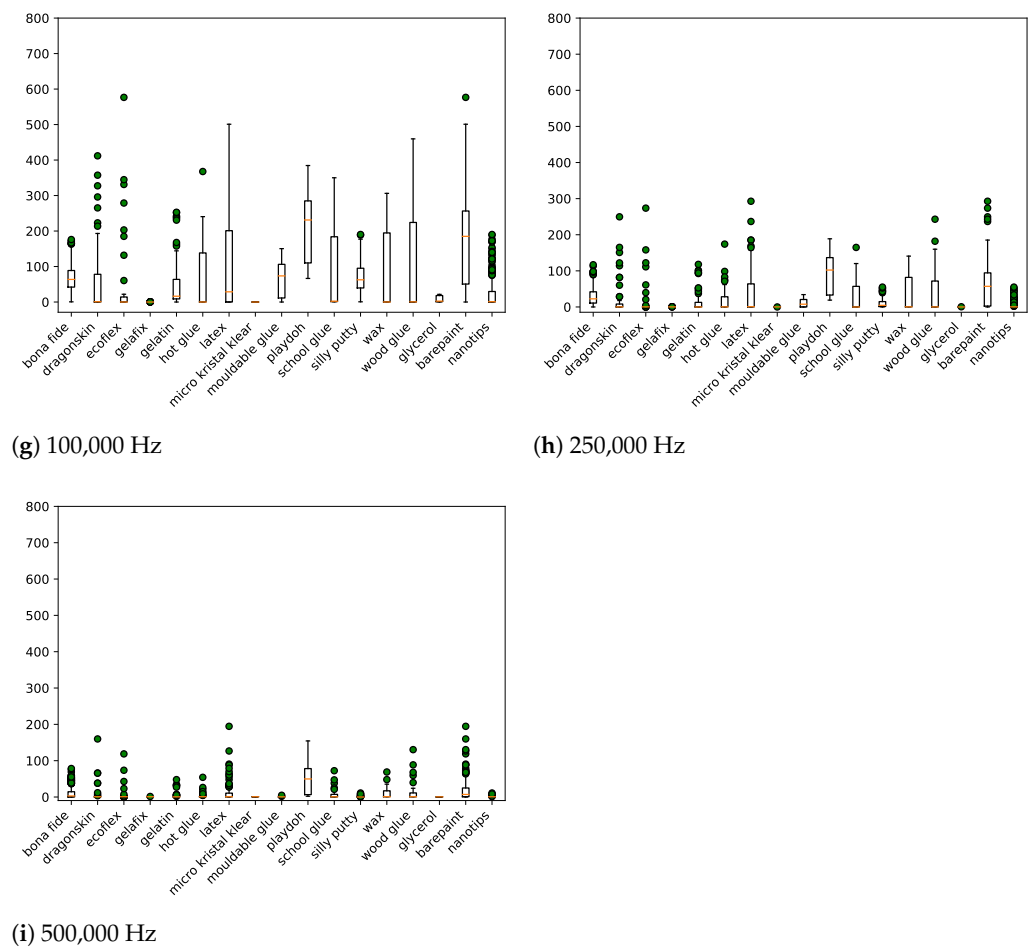 800
700
600
500
400
300
200
100
0
bona fide
dragonskin
ecoflex
gelafix
gelatin
hot glue
latex
micro kristal klear
mouldable glue
playdoh
school glue
silly putty
wax
wood glue
glycerol
barepaint
nanotips
(g) 100,000 Hz
800
700
600
500
400
300
200
100
0
bona fide
dragonskin
ecoflex
gelafix
gelatin
hot glue
latex
micro kristal klear
mouldable glue
playdoh
school glue
silly putty
wax
wood glue
glycerol
barepaint
nanotips
(h) 250,000 Hz
800
700
600
500
400
300
200
100
0
bona fide
dragonskin
ecoflex
gelafix
gelatin
hot glue
latex
micro kristal klear
mouldable glue
playdoh
school glue
silly putty
wax
wood glue
glycerol
barepaint
nanotips
(i) 500,000 Hz